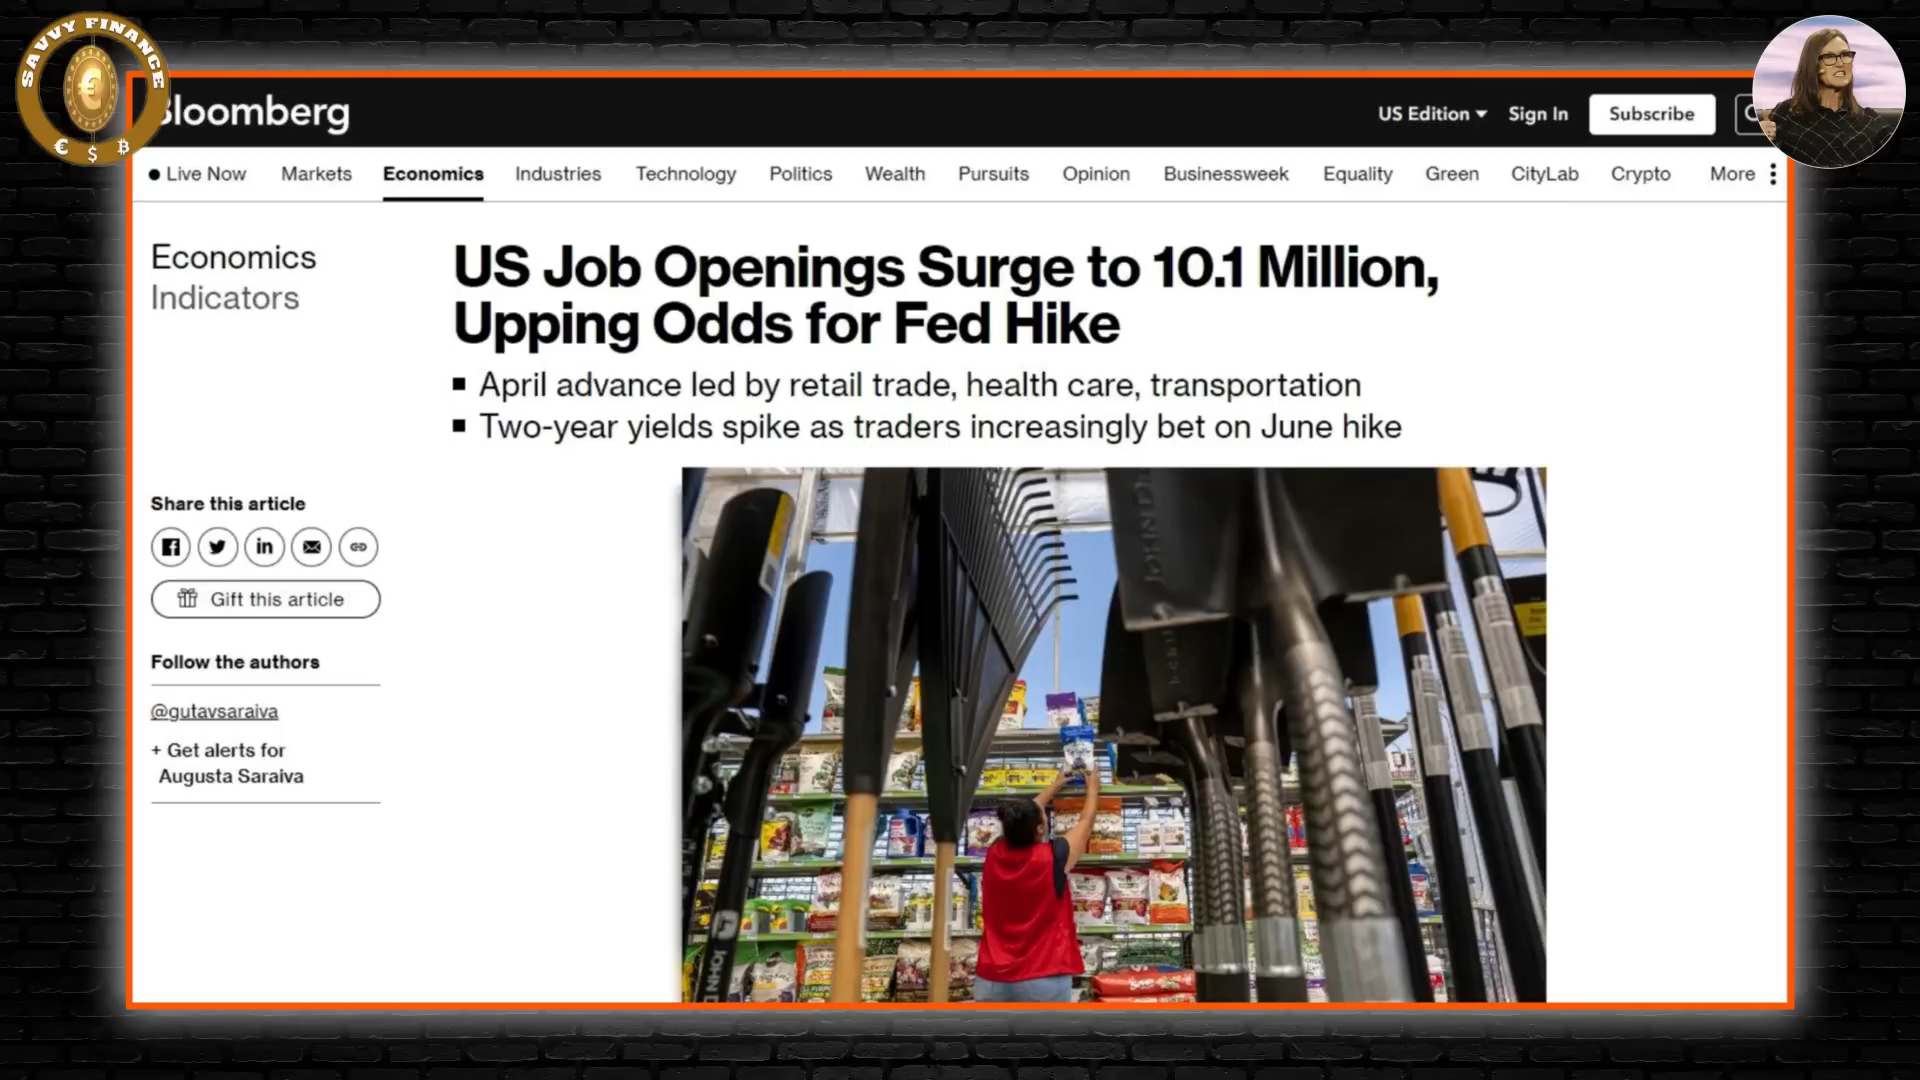 SAVVY FINANCE
€
€ $ ₿
Bloomberg
US Edition
Sign In
Subscribe
Live Now
Markets
Economics
Industries
Technology
Politics
Wealth
Pursuits
Opinion
Businessweek
Equality
Green
CityLab
Crypto
More
Economics
Indicators
US Job Openings Surge to 10.1 Million,
Upping Odds for Fed Hike
April advance led by retail trade, health care, transportation
Two-year yields spike as traders increasingly bet on June hike
Share this article
Gift this article
Follow the authors
@gutavsaraiva
+ Get alerts for
Augusta Saraiva